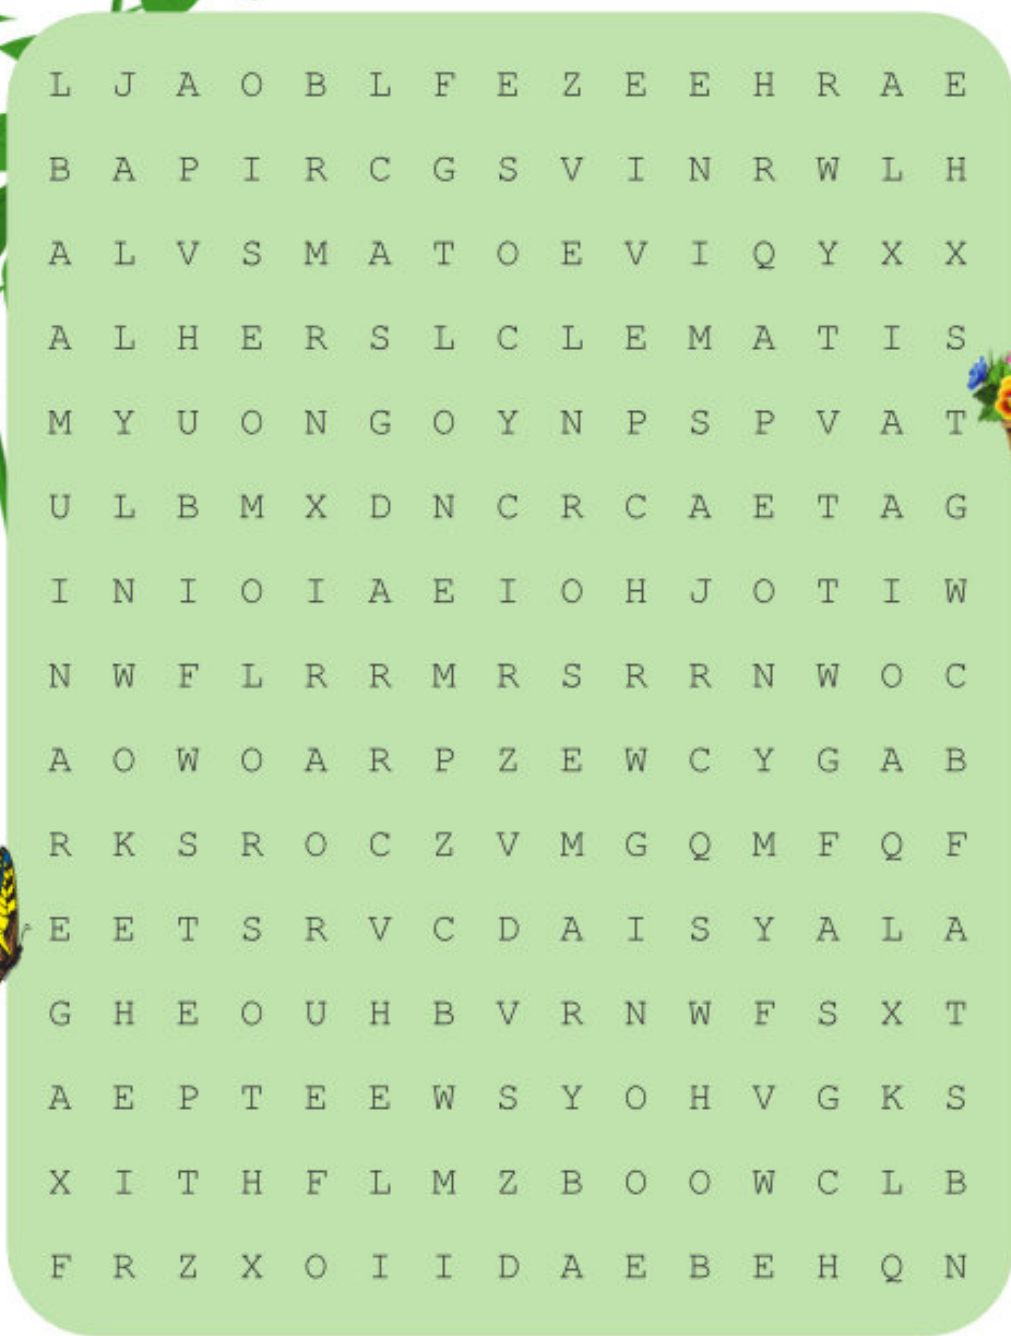 L J A O B L F E Z E E H R A E
B A P I R C G S V I N R W L H
A L V S M A T O E V I Q Y X X
A L H E R S L C L E M A T I S
M Y U O N G O Y N P S P V A T
U L B M X D N C R C A E T A G
I N I O I A E I O H J O T I W
N W F L R R M R S R R N W O C
A O W O A R P Z E W C Y G A B
R K S R O C Z V M G Q M F Q F
E E T S R V C D A I S Y A L A
G H E O U H B V R N W F S X T
A E P T E E W S Y O H V G K S
X I T H F L M Z B O O W C L B
F R Z X O I I D A E B E H Q N